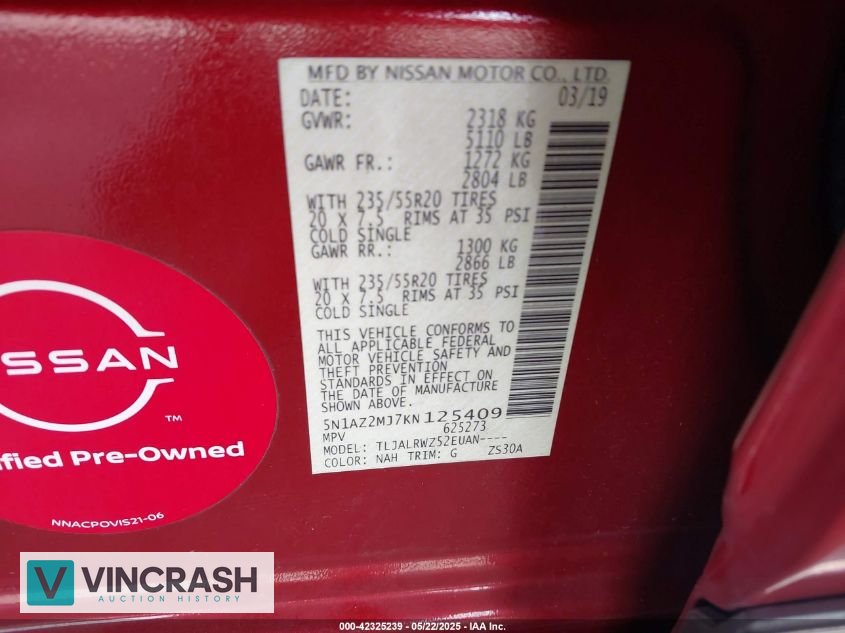 MFD BY NISSAN MOTOR CO., LTD.
DATE: 03/19
GVWR: 2318 KG
5110 LB
GAWR FR.: 1272 KG
2804 LB
WITH 235/55R20 TIRES
20 X 7.5 RIMS AT 35 PSI
COLD SINGLE
GAWR RR.: 1300 KG
2866 LB
WITH 235/55R20 TIRES
20 X 7.5 RIMS AT 35 PSI
COLD SINGLE
THIS VEHICLE CONFORMS TO
ALL APPLICABLE FEDERAL
MOTOR VEHICLE SAFETY AND
THEFT PREVENTION
STANDARDS IN EFFECT ON
THE DATE OF MANUFACTURE
SHOWN ABOVE.
5N1AZ2MJ7KN125409
MPV 625273
MODEL: TLJALRWZ52EUAN----
COLOR: NAH TRIM: G ZS30A
ISSAN
TM
ified Pre-Owned
NNACPOVIS21-06
V VINCRASH
AUCTION HISTORY
000-42325239 - 05/22/2025 - IAA Inc.